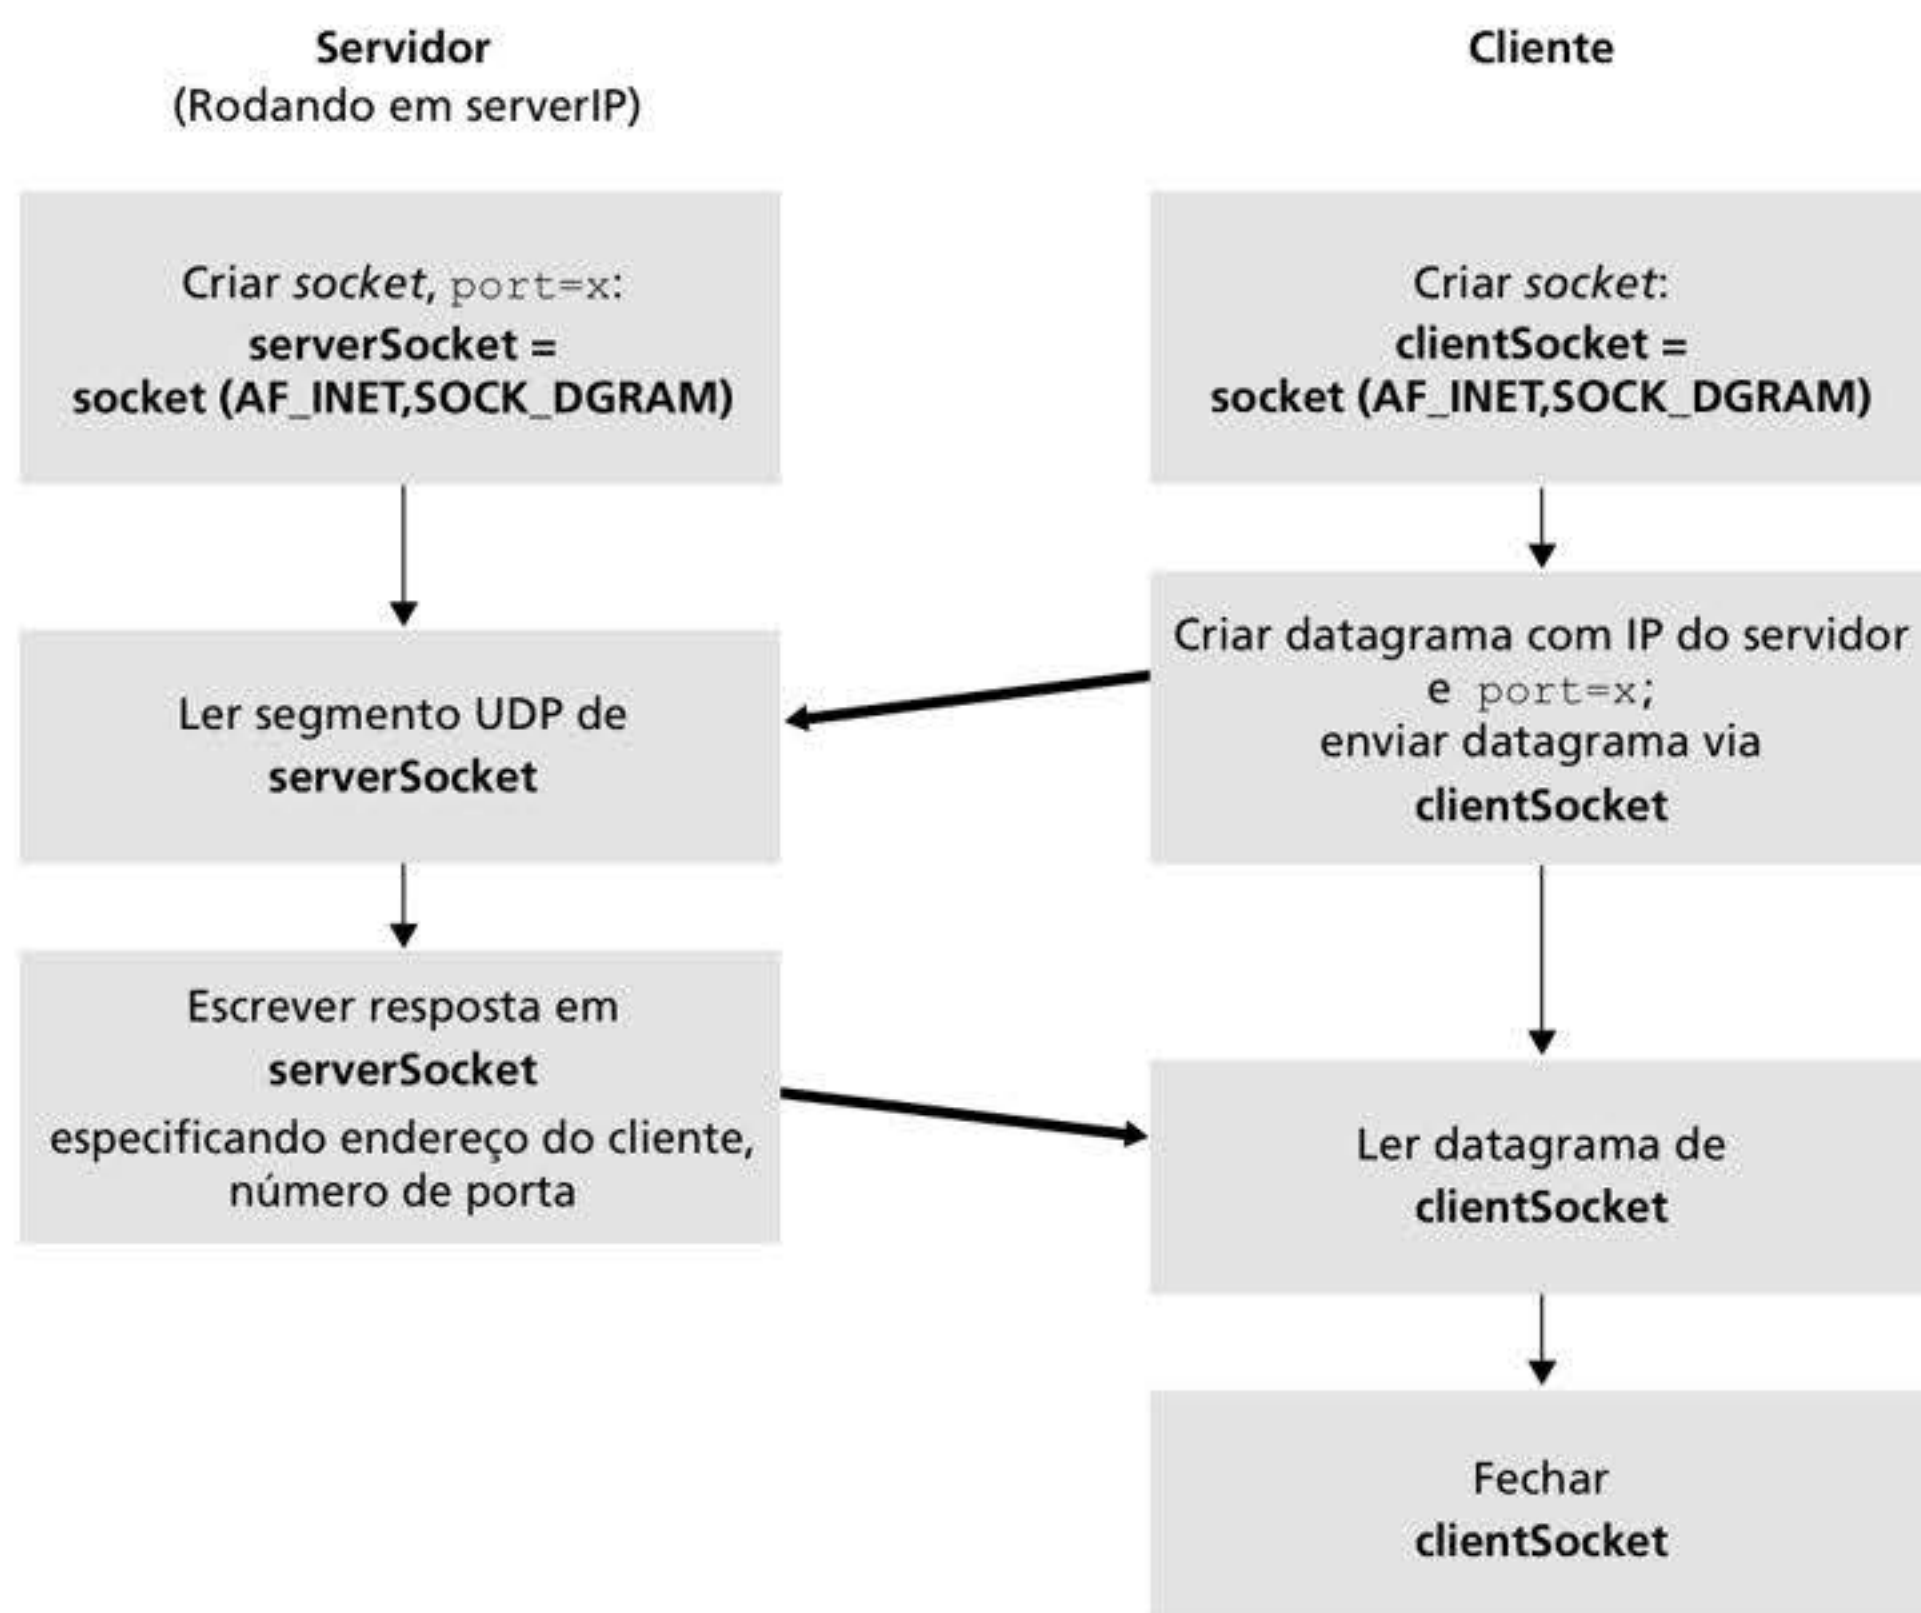 Servidor
(Rodando em serverIP)
Criar socket, port=x:
serverSocket =
socket (AF_INET,SOCK_DGRAM)
Ler segmento UDP de
serverSocket
Escrever resposta em
serverSocket
especificando endereço do cliente,
número de porta
Cliente
Criar socket:
clientSocket =
socket (AF_INET,SOCK_DGRAM)
Criar datagrama com IP do servidor
e port=x;
enviar datagrama via
clientSocket
Ler datagrama de
clientSocket
Fechar
clientSocket